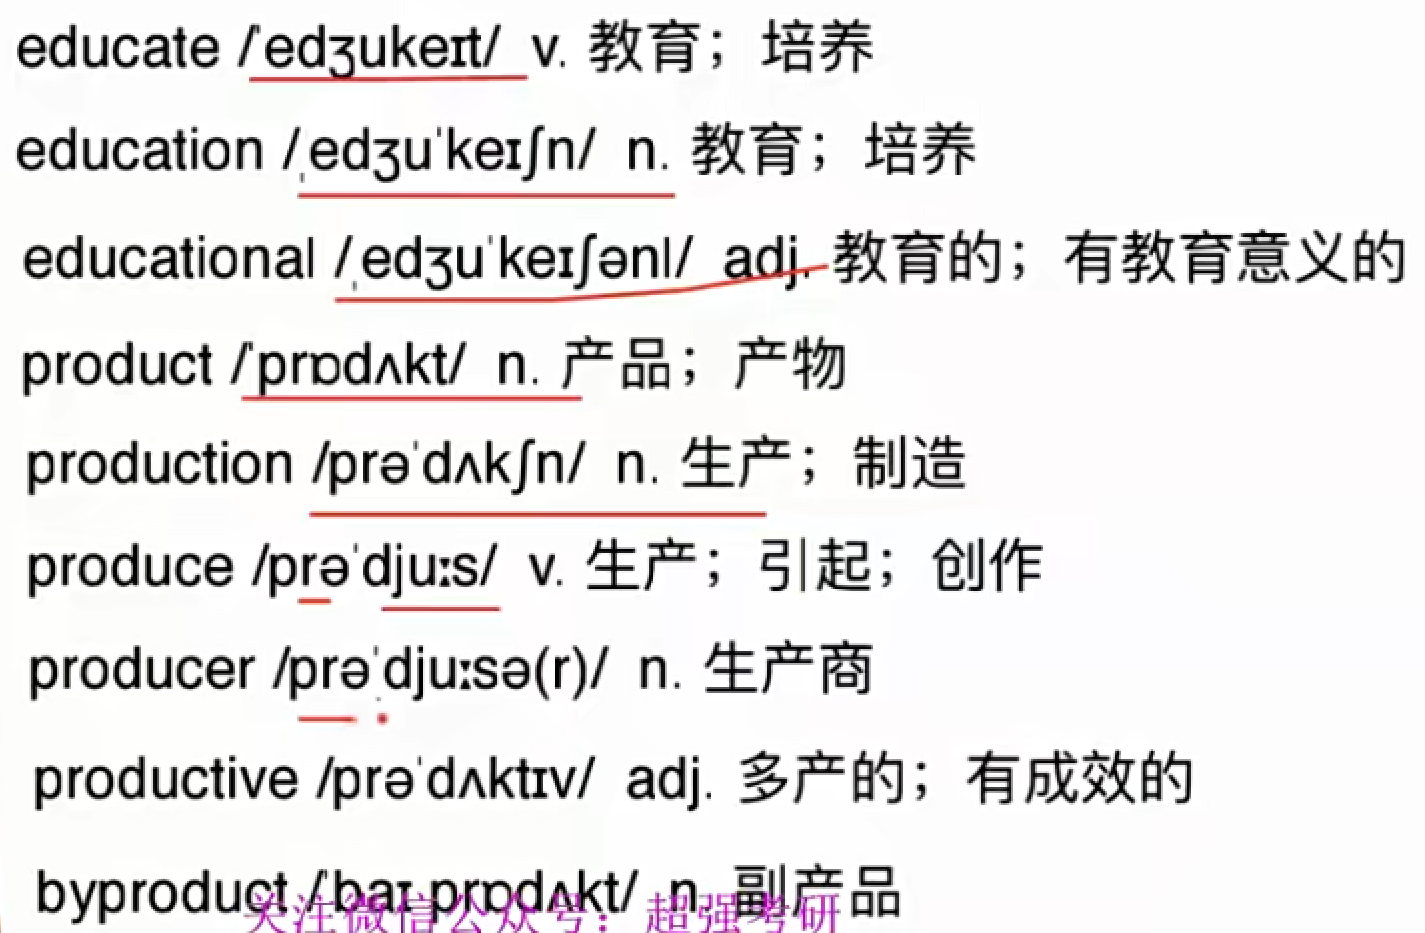 educate /ˈedʒukeɪt/ v. 教育；培养
education /ˌedʒuˈkeɪʃn/ n. 教育；培养
educational /ˌedʒuˈkeɪʃənl/ adj. 教育的；有教育意义的
product /ˈprɒdʌkt/ n. 产品；产物
production /prəˈdʌkʃn/ n. 生产；制造
produce /prəˈdjuːs/ v. 生产；引起；创作
producer /prəˈdjuːsə(r)/ n. 生产商
productive /prəˈdʌktɪv/ adj. 多产的；有成效的
byproduct /ˈbaɪˌprɒdʌkt/ n. 副产品
关注微信公众号：超强考研